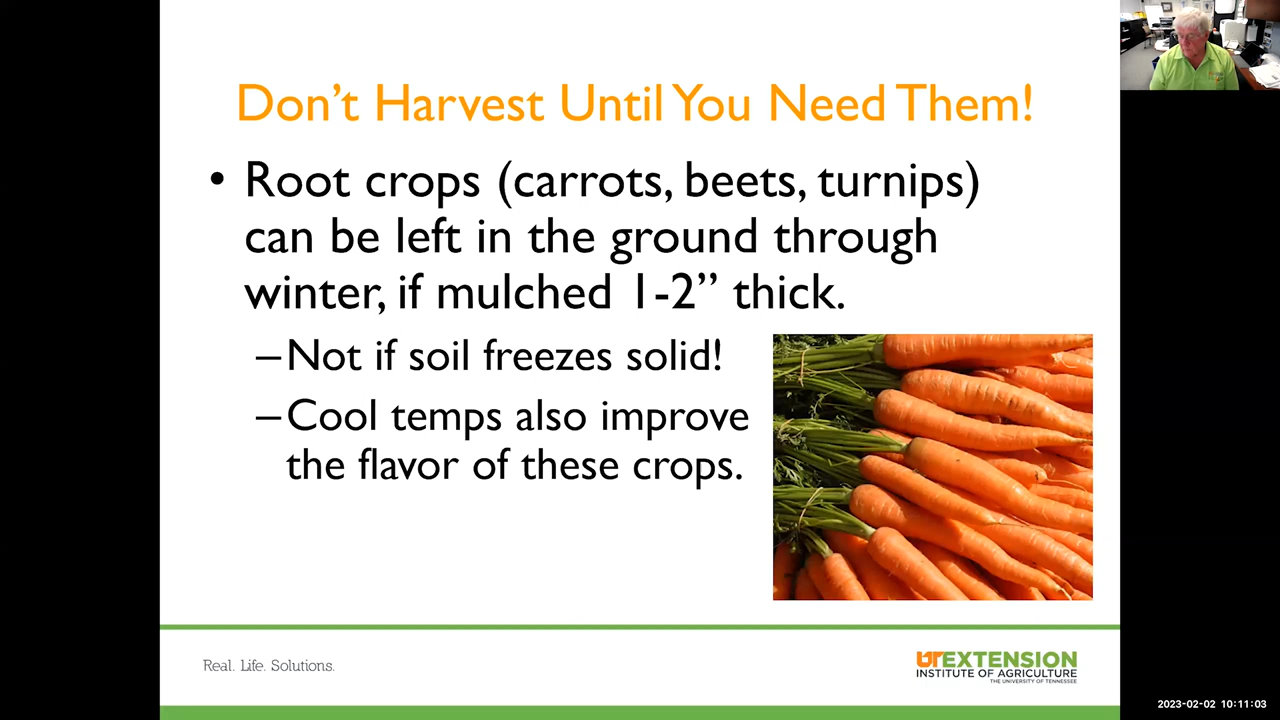 Don't Harvest Until You Need Them!
• Root crops (carrots, beets, turnips)
can be left in the ground through
winter, if mulched 1-2” thick.
–Not if soil freezes solid!
–Cool temps also improve
the flavor of these crops.
Real. Life. Solutions.
UTEXTENSION
INSTITUTE OF AGRICULTURE
THE UNIVERSITY OF TENNESSEE
2023-02-02 10:11:03